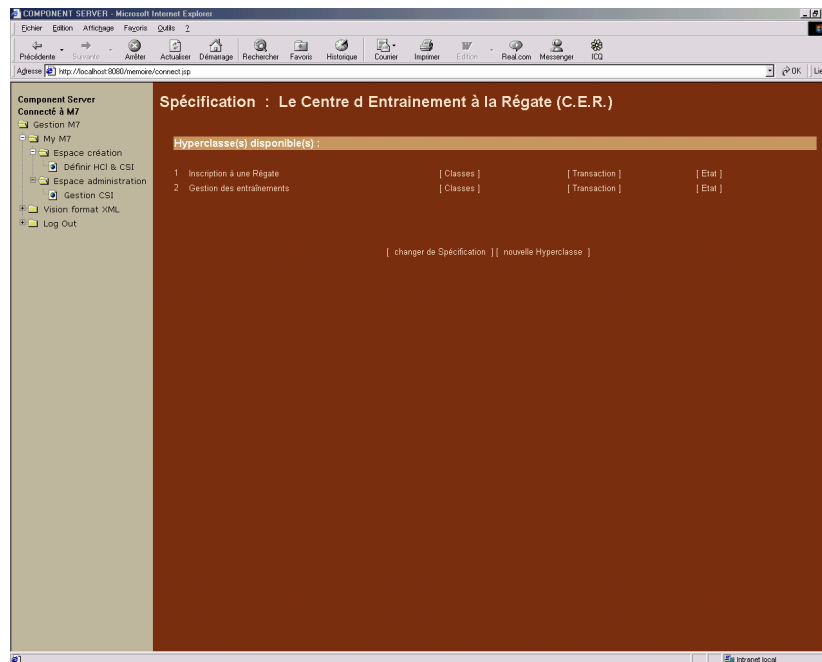 COMPONENT SERVER - Microsoft Internet Explorer
Fichier Edition Affichage Favoris Outils ?
Précédente Suivante Arrêter Actualiser Démarrage Rechercher Favoris Historique Courrier Imprimer Edition Real.com Messenger ICQ
Adresse http://localhost:8080/memoire/connect.jsp OK Lie
Component Server
Connecté à M7
Gestion M7
My M7
Espace création
Définir HCl & CSI
Espace administration
Gestion CSI
Vision format XML
Log Out
Spécification : Le Centre d Entrainement à la Régate (C.E.R.)
Hyperclasse(s) disponible(s) :
1 Inscription à une Régate [ Classes ] [ Transaction ] [ Etat ]
2 Gestion des entraînements [ Classes ] [ Transaction ] [ Etat ]
[ changer de Spécification ] [ nouvelle Hyperclasse ]
Intranet local